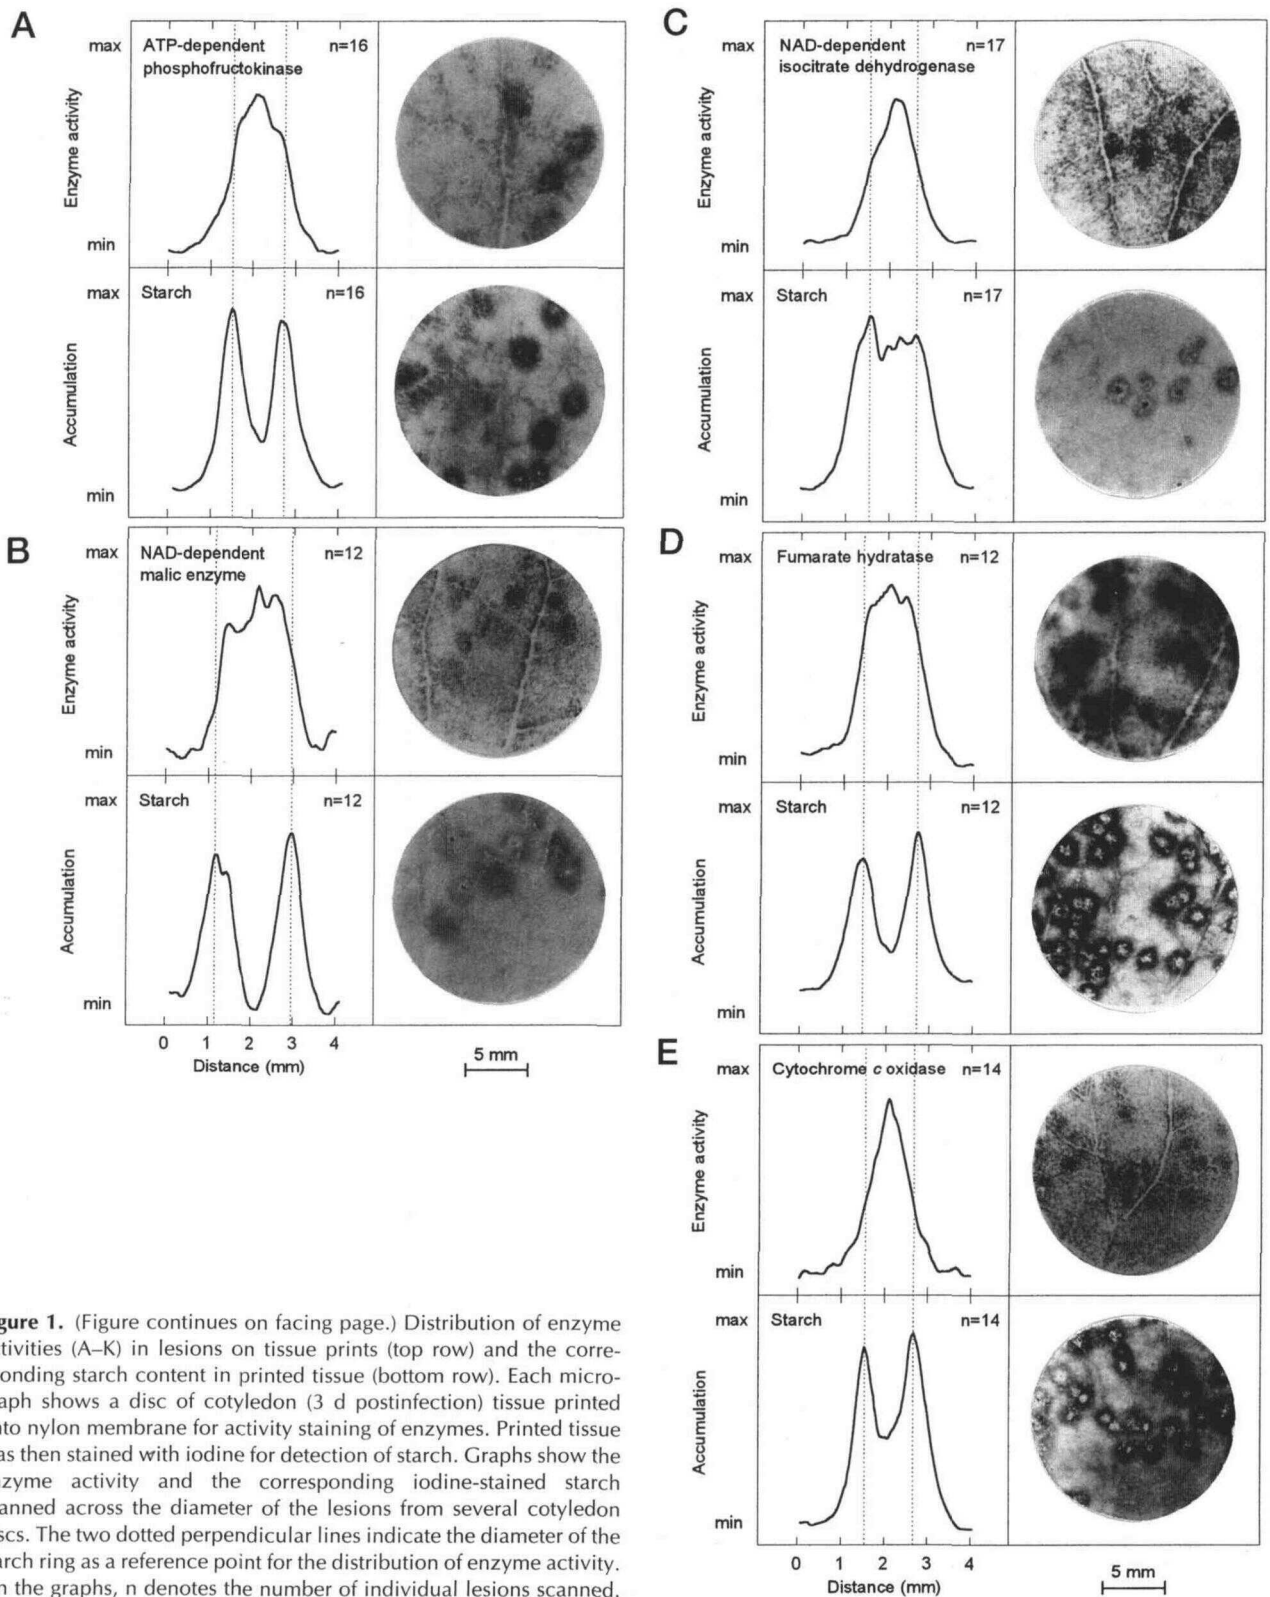 A
max
ATP-dependent
phosphofructokinase
n=16
Enzyme activity
min
max
Starch
n=16
Accumulation
min
B
max
NAD-dependent
malic enzyme
n=12
Enzyme activity
min
max
Starch
n=12
Accumulation
min
0 1 2 3 4
Distance (mm)
5 mm
C
max
NAD-dependent
isocitrate dehydrogenase
n=17
Enzyme activity
min
max
Starch
n=17
Accumulation
min
D
max
Fumarate hydratase
n=12
Enzyme activity
min
max
Starch
n=12
Accumulation
min
E
max
Cytochrome c oxidase
n=14
Enzyme activity
min
max
Starch
n=14
Accumulation
min
0 1 2 3 4
Distance (mm)
5 mm
gure 1. (Figure continues on facing page.) Distribution of enzyme
tivities (A–K) in lesions on tissue prints (top row) and the corre-
onding starch content in printed tissue (bottom row). Each micro-
aph shows a disc of cotyledon (3 d postinfection) tissue printed
nto nylon membrane for activity staining of enzymes. Printed tissue
as then stained with iodine for detection of starch. Graphs show the
nzyme activity and the corresponding iodine-stained starch
anned across the diameter of the lesions from several cotyledon
scs. The two dotted perpendicular lines indicate the diameter of the
arch ring as a reference point for the distribution of enzyme activity.
n the graphs, n denotes the number of individual lesions scanned.